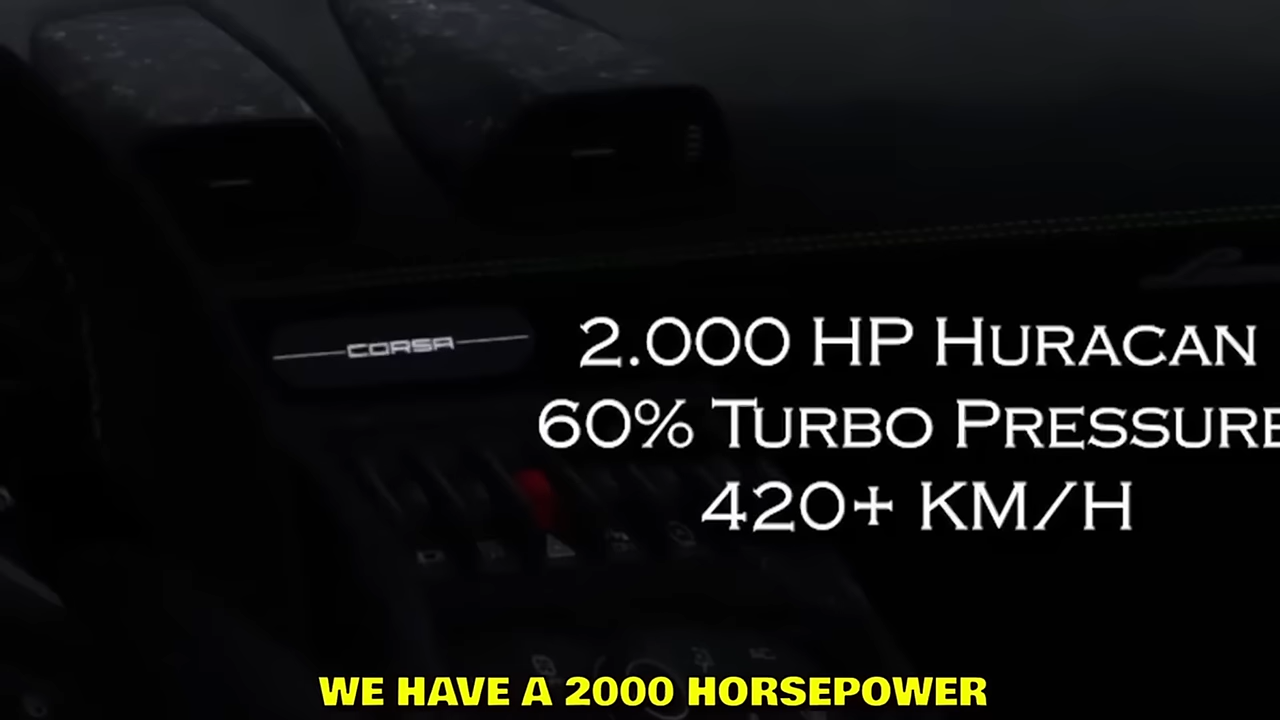 CORSA
2.000 HP HURACAN
60% TURBO PRESSURE
420+ KM/H
WE HAVE A 2000 HORSEPOWER